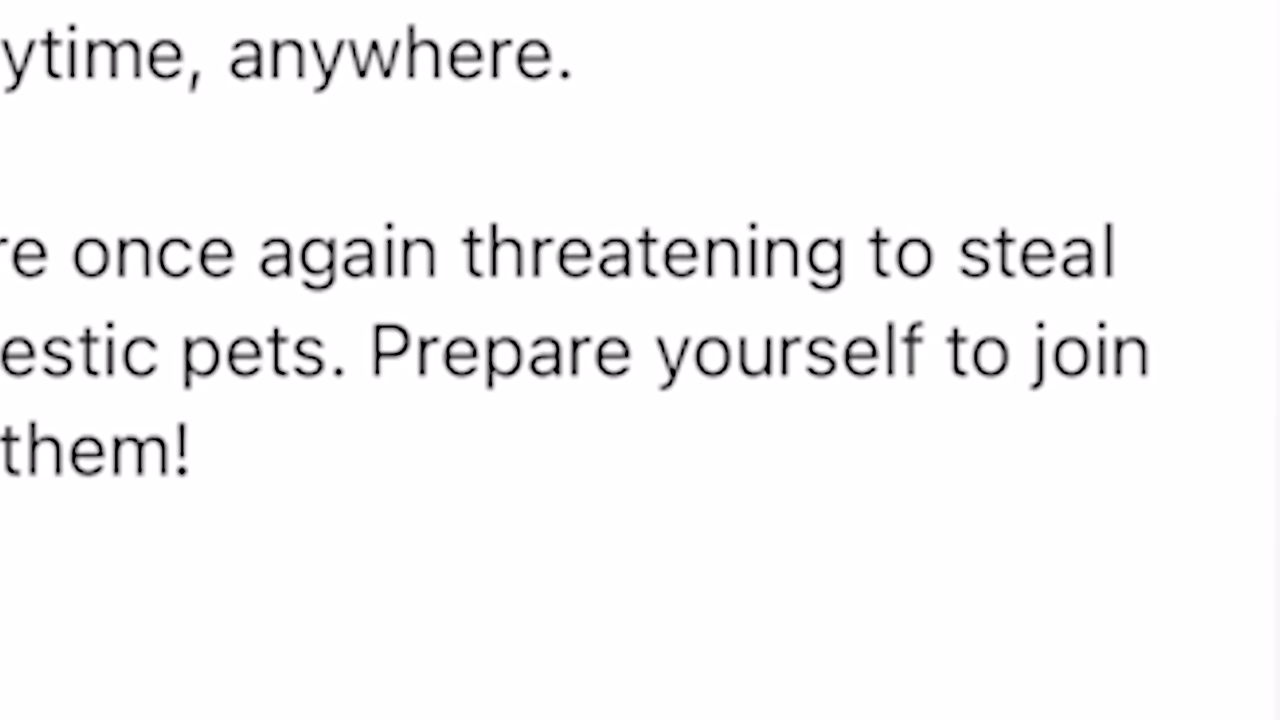 ytime, anywhere.
re once again threatening to steal
estic pets. Prepare yourself to join
them!